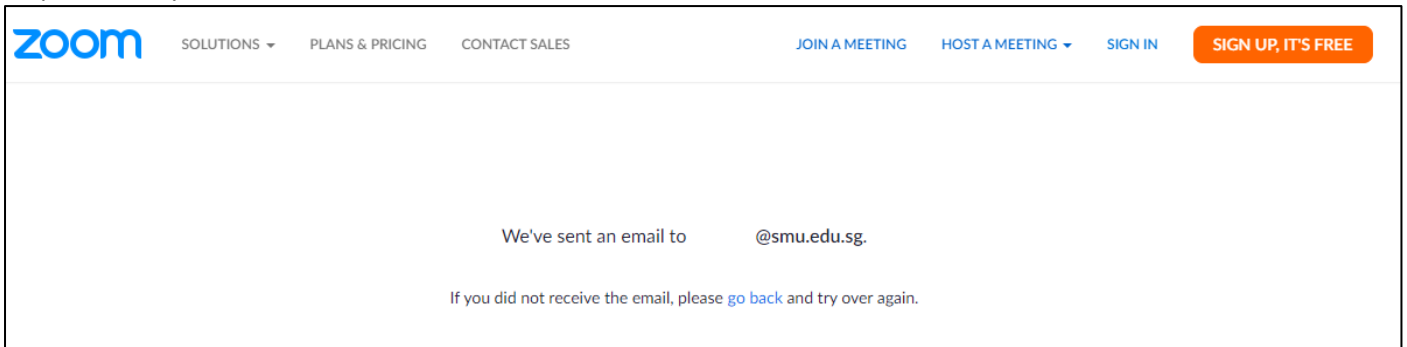 zoom SOLUTIONS PLANS & PRICING CONTACT SALES JOIN A MEETING HOST A MEETING SIGN IN SIGN UP, IT'S FREE
We've sent an email to @smu.edu.sg.
If you did not receive the email, please go back and try over again.